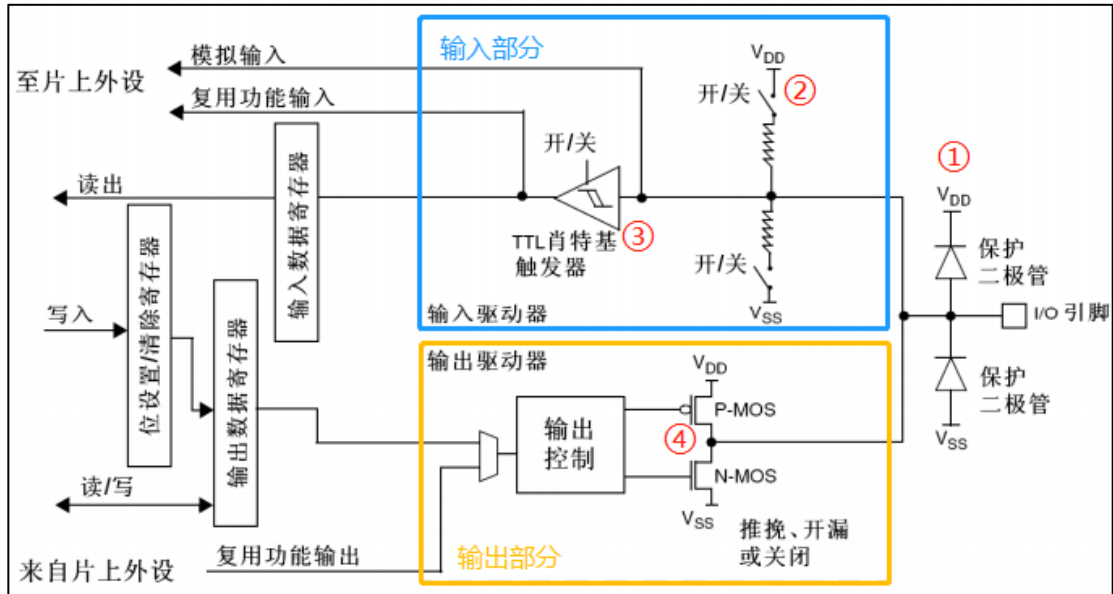 输入部分
模拟输入
至片上外设
复用功能输入
开/关
V_DD
开/关
②
①
V_DD
读出
输入数据寄存器
TTL肖特基
触发器
③
开/关
V_SS
保护
二极管
I/O 引脚
输入驱动器
写入
位设置/清除寄存器
输出数据寄存器
输出驱动器
V_DD
P-MOS
④
输出
控制
N-MOS
V_SS
保护
二极管
V_SS
读/写
推挽、开漏
或关闭
输出部分
复用功能输出
来自片上外设